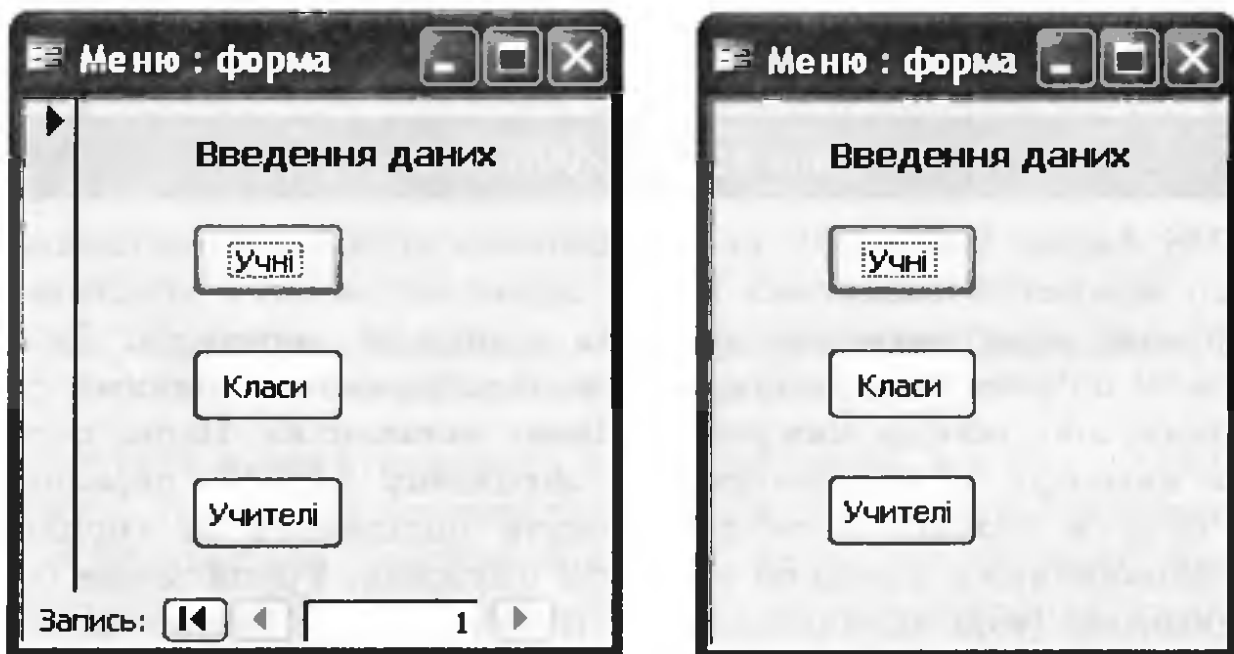 Меню : форма
Введення даних
Учні
Класи
Учителі
Запись: 1
Меню : форма
Введення даних
Учні
Класи
Учителі